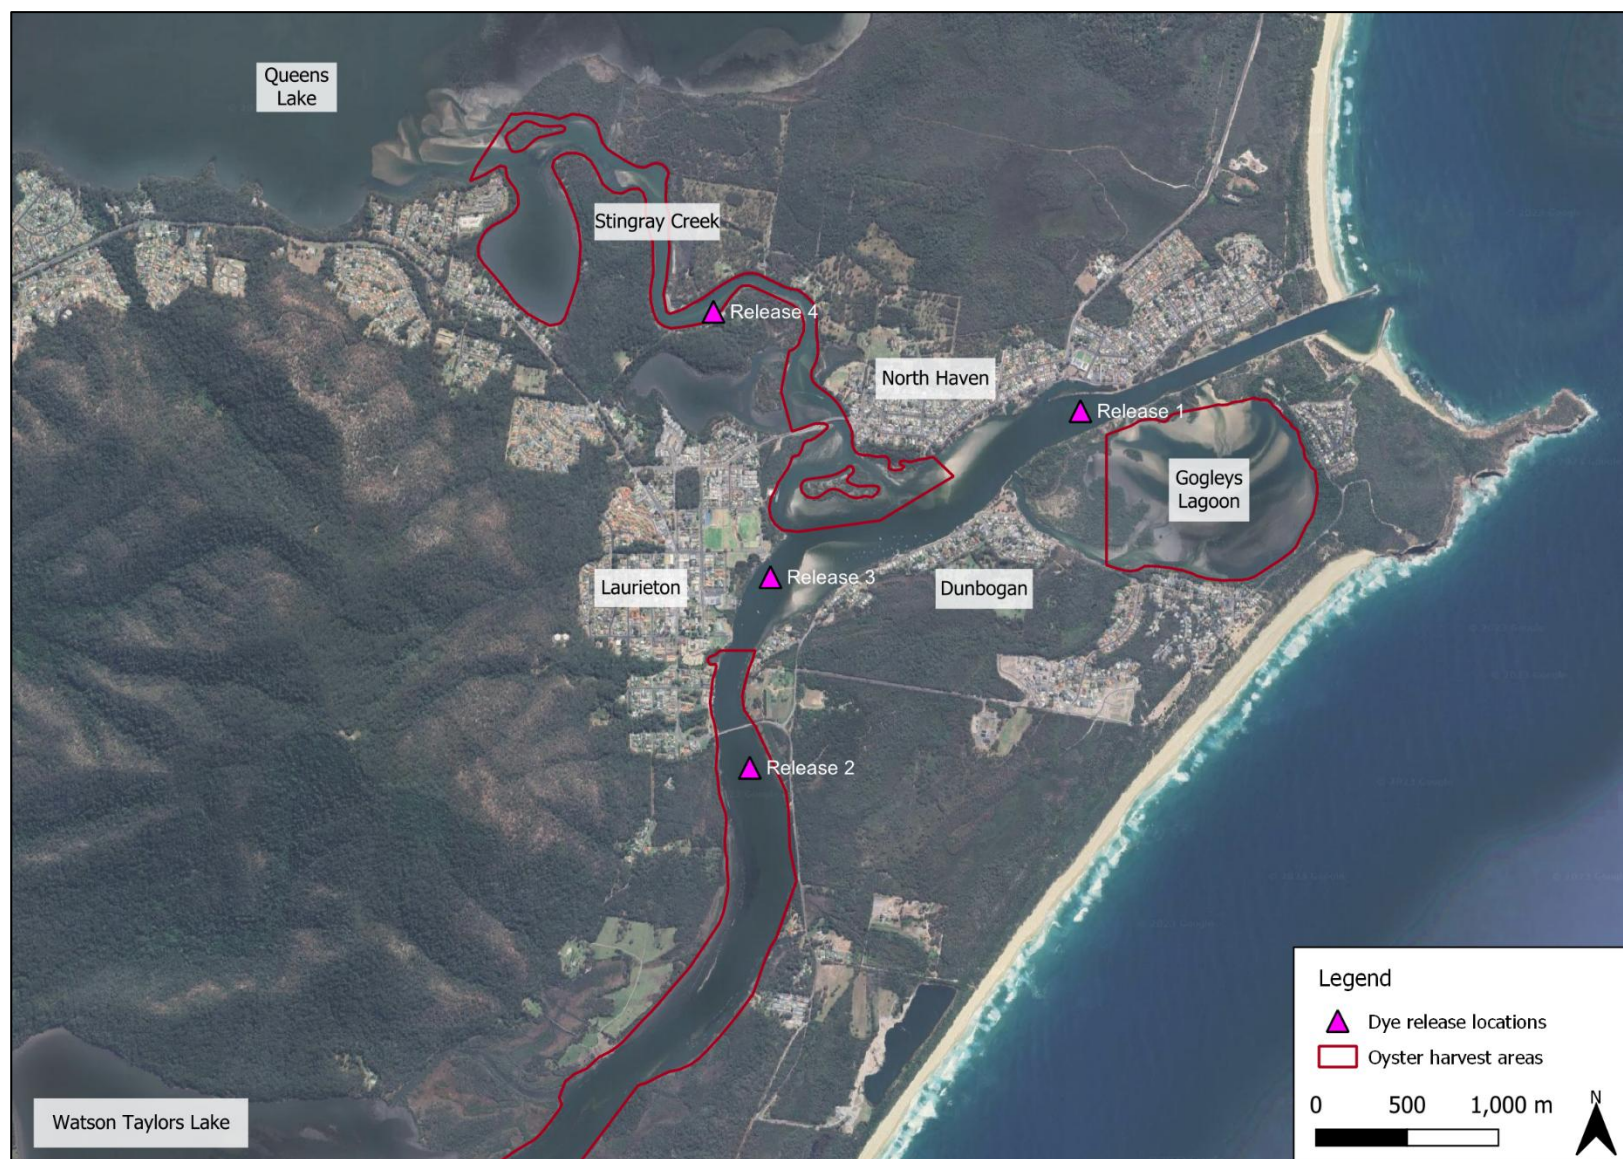 Queens
Lake
Stingray Creek
Release 4
North Haven
Release 1
Gogleys
Lagoon
Release 3
Laurieton
Dunbogan
Release 2
Watson Taylors Lake
Legend
Dye release locations
Oyster harvest areas
0 500 1,000 m
N